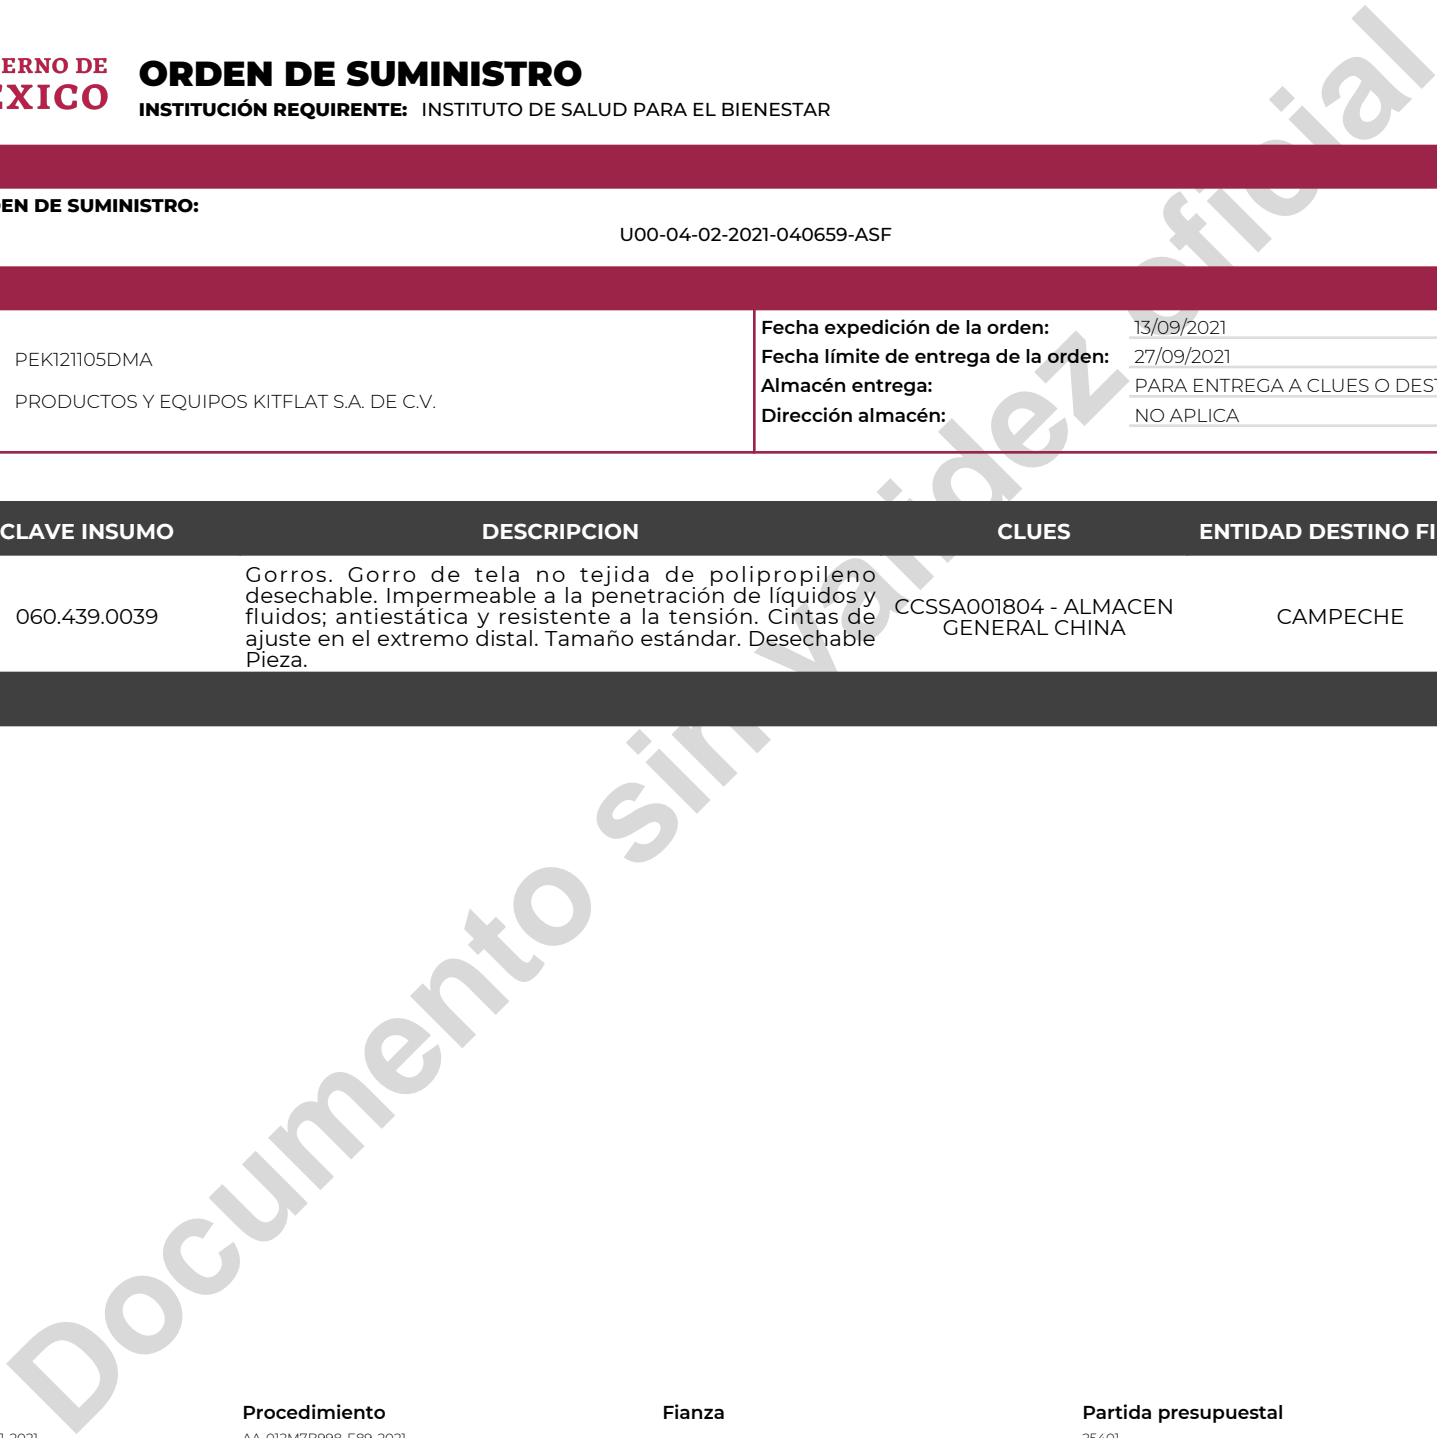 ERNO DE
EXICO
ORDEN DE SUMINISTRO
INSTITUCIÓN REQUIRENTE: INSTITUTO DE SALUD PARA EL BIENESTAR
EN DE SUMINISTRO:
U00-04-02-2021-040659-ASF
PEK121105DMA
PRODUCTOS Y EQUIPOS KITFLAT S.A. DE C.V.
Fecha expedición de la orden: 13/09/2021
Fecha límite de entrega de la orden: 27/09/2021
Almacén entrega: PARA ENTREGA A CLUES O DEST
Dirección almacén: NO APLICA
CLAVE INSUMO DESCRIPCION CLUES ENTIDAD DESTINO FI
060.439.0039
Gorros. Gorro de tela no tejida de polipropileno
desechable. Impermeable a la penetración de líquidos y
fluidos; antiestática y resistente a la tensión. Cintas de
ajuste en el extremo distal. Tamaño estándar. Desechable
Pieza.
CCSSA001804 - ALMACEN
GENERAL CHINA
CAMPECHE
Documento sin validez oficial
Procedimiento Fianza Partida presupuestal